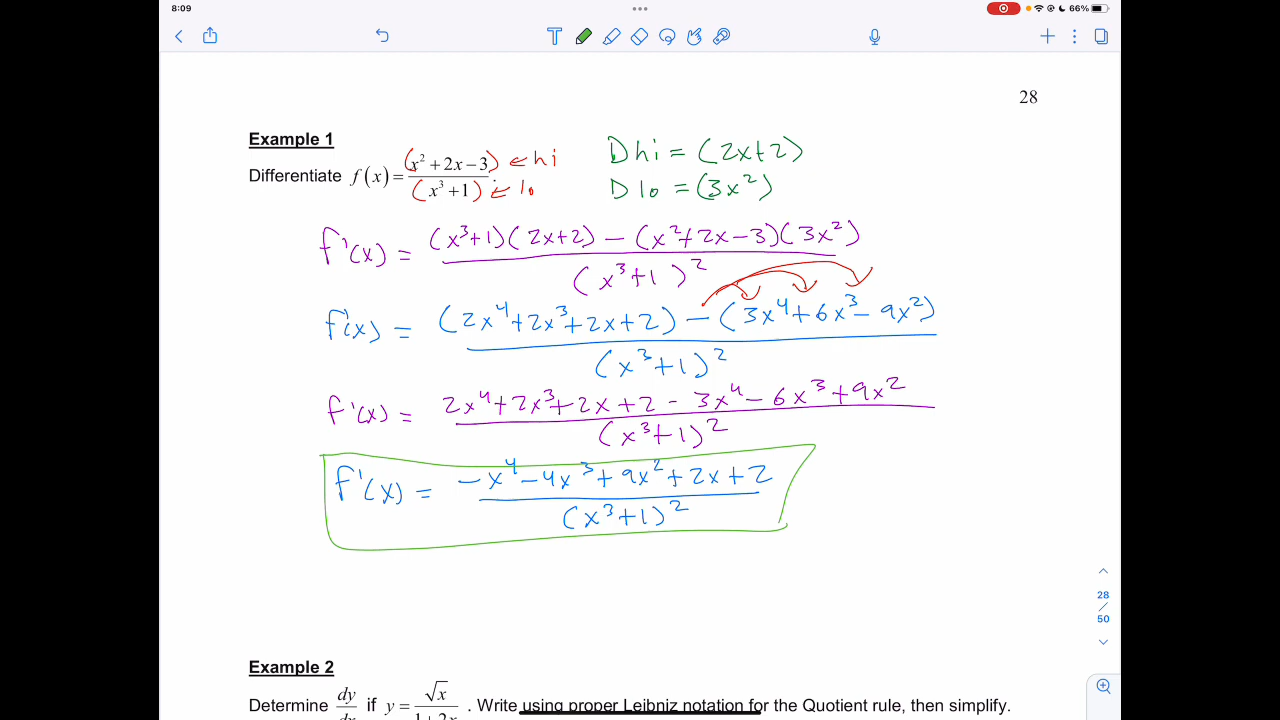 8:09
66%
28
Example 1
Differentiate f(x) = (x² + 2x − 3) / (x³ + 1). ← hi ← lo
D hi = (2x+2)
D lo = (3x²)
f'(x) = (x³+1)(2x+2) − (x²+2x−3)(3x²) / (x³+1)²
f'(x) = (2x⁴+2x³+2x+2) − (3x⁴+6x³−9x²) / (x³+1)²
f'(x) = 2x⁴+2x³+2x+2−3x⁴−6x³+9x² / (x³+1)²
f'(x) = −x⁴−4x³+9x²+2x+2 / (x³+1)²
28
/
50
Example 2
Determine dy/dx if y = √x / 1+2x . Write using proper Leibniz notation for the Quotient rule, then simplify.